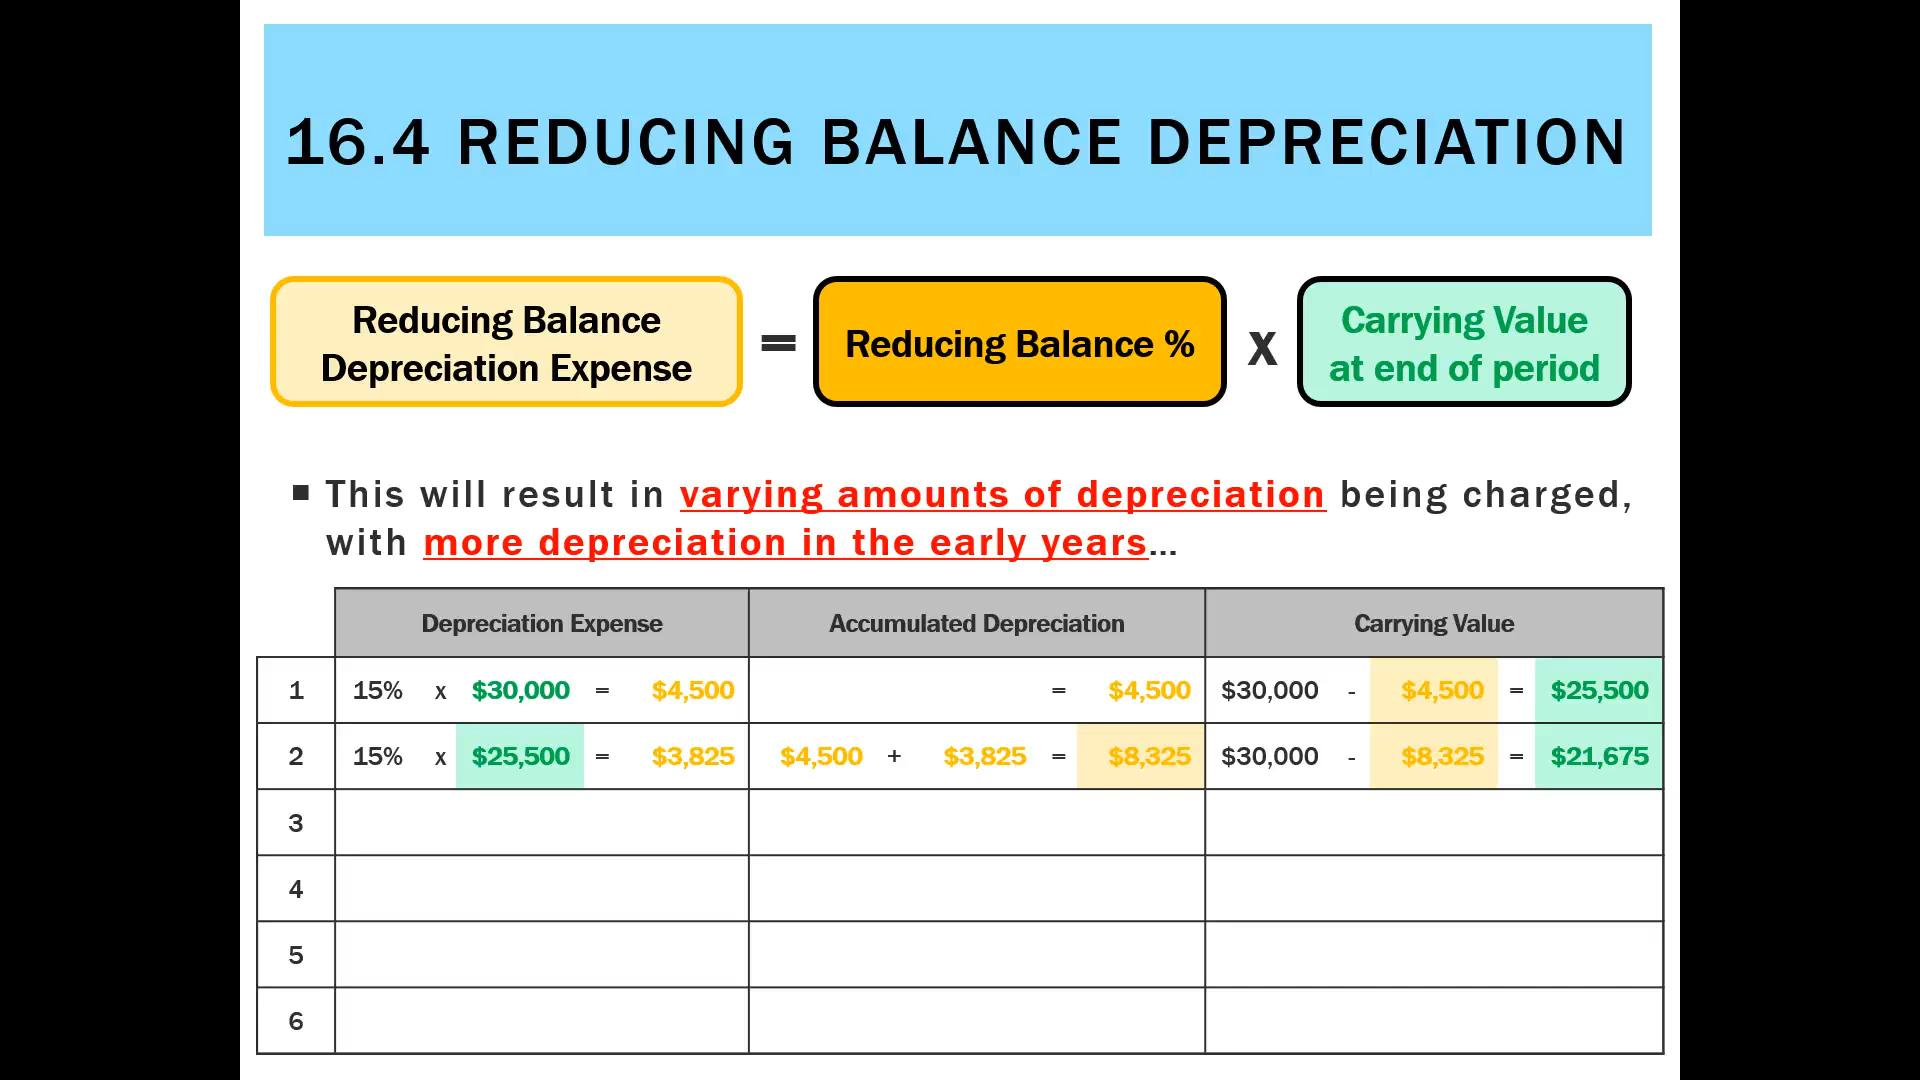 16.4 REDUCING BALANCE DEPRECIATION
Reducing Balance
Depreciation Expense
=
Reducing Balance %
x
Carrying Value
at end of period
▪ This will result in varying amounts of depreciation being charged,
with more depreciation in the early years...
Depreciation Expense Accumulated Depreciation Carrying Value
1 15% x $30,000 = $4,500 = $4,500 $30,000 - $4,500 = $25,500
2 15% x $25,500 = $3,825 $4,500 + $3,825 = $8,325 $30,000 - $8,325 = $21,675
3
4
5
6